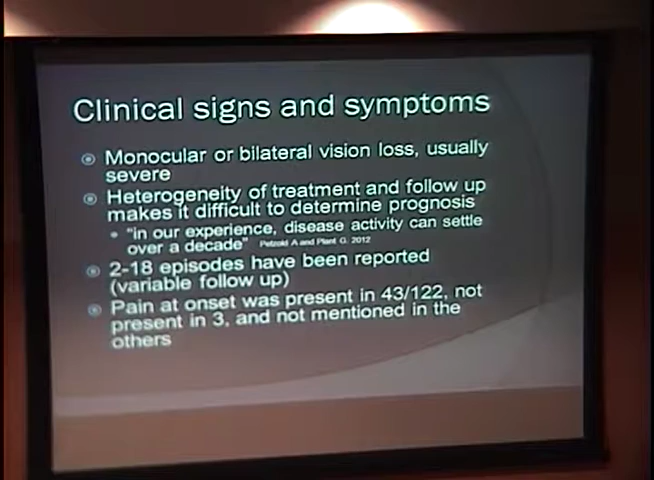 Clinical signs and symptoms
Monocular or bilateral vision loss, usually
severe
Heterogeneity of treatment and follow up
makes it difficult to determine prognosis
"in our experience, disease activity can settle
over a decade" Petzold A and Plant G. 2012
2-18 episodes have been reported
(variable follow up)
Pain at onset was present in 43/122, not
present in 3, and not mentioned in the
others